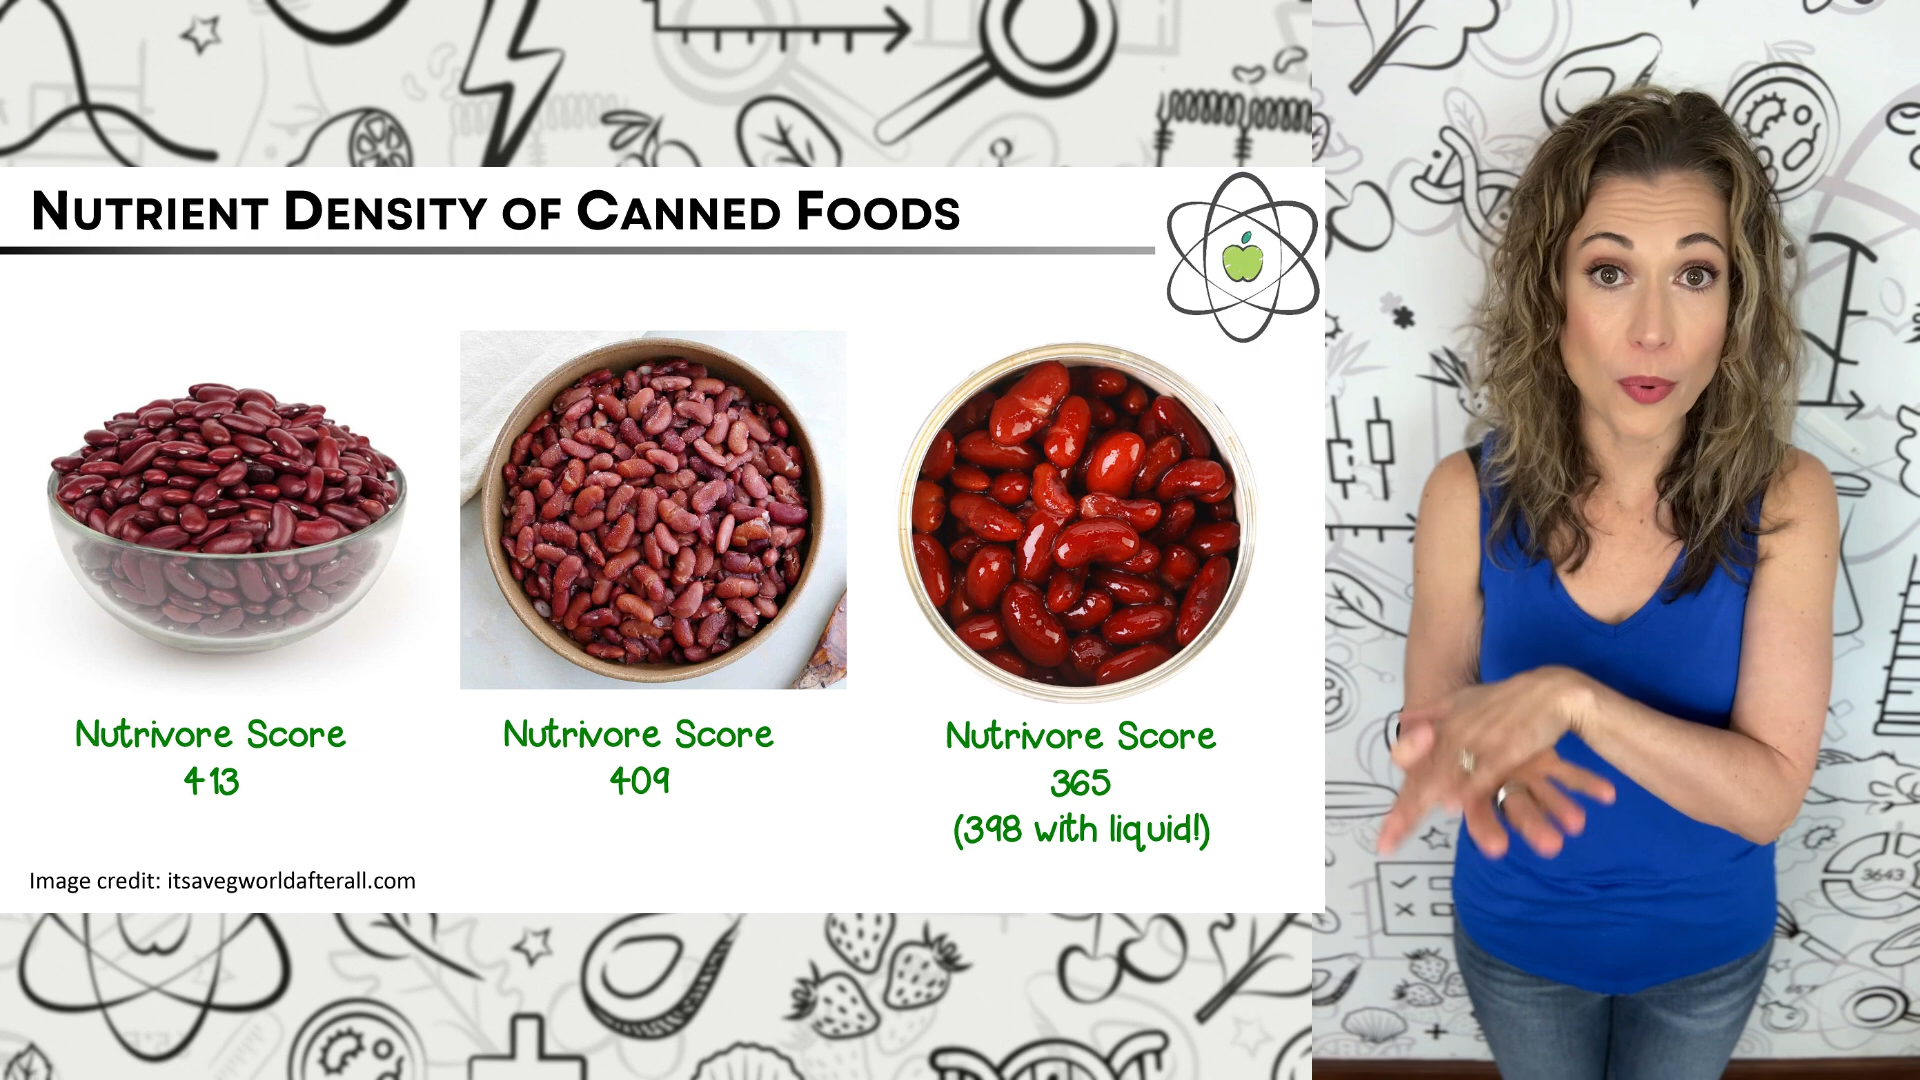 NUTRIENT DENSITY OF CANNED FOODS
Nutrivore Score
413
Nutrivore Score
409
Nutrivore Score
365
(398 with liquid!)
Image credit: itsavegworldafterall.com
3643